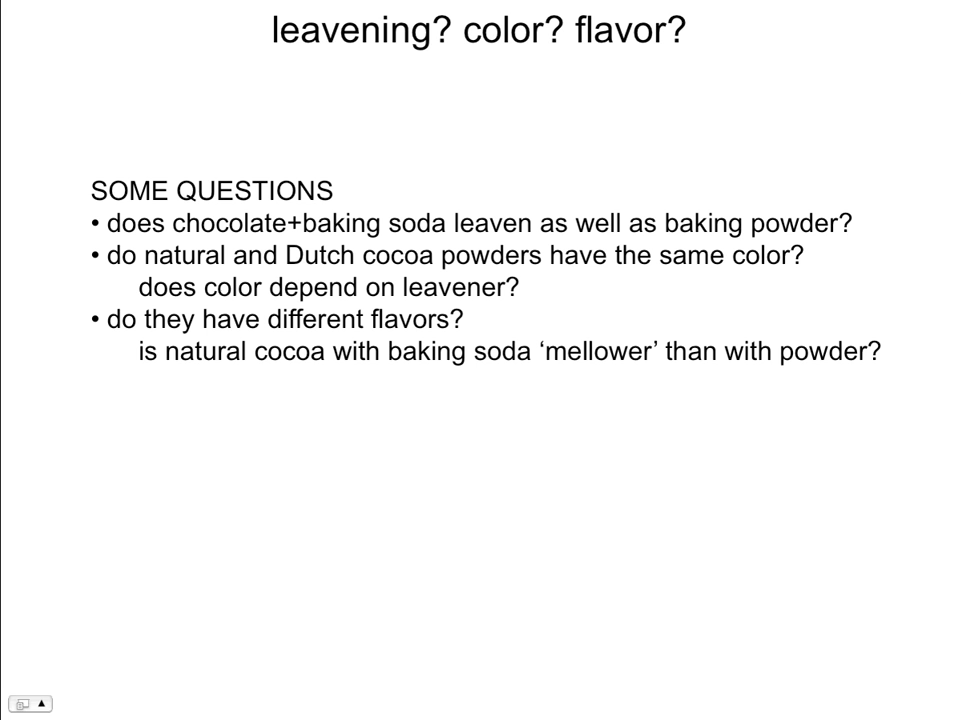 leavening? color? flavor?
SOME QUESTIONS
• does chocolate+baking soda leaven as well as baking powder?
• do natural and Dutch cocoa powders have the same color?
does color depend on leavener?
• do they have different flavors?
is natural cocoa with baking soda ‘mellower’ than with powder?